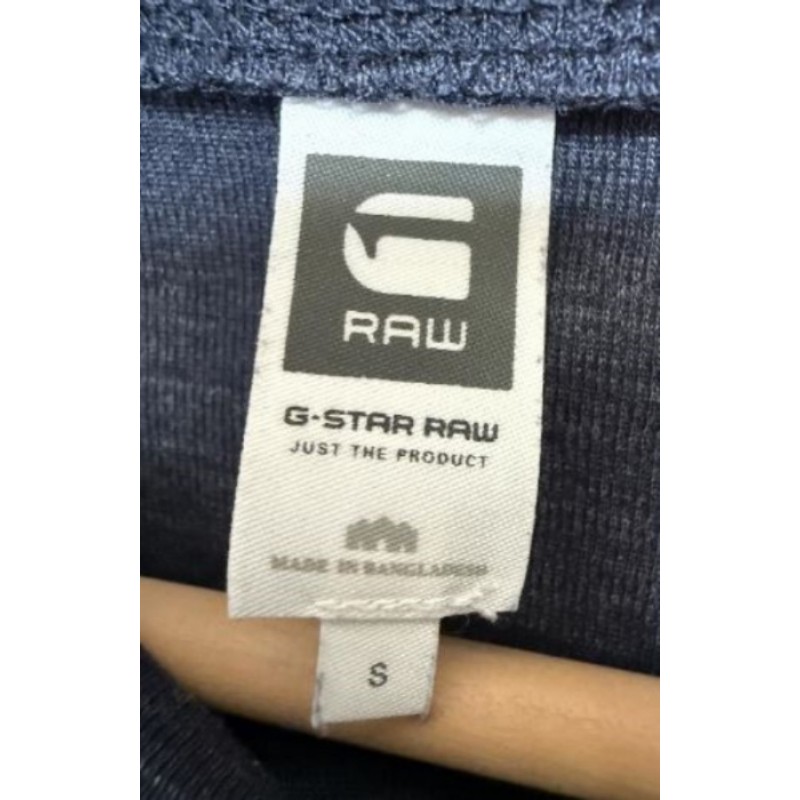 G
RAW
G-STAR RAW
JUST THE PRODUCT
MADE IN BANGLADESH
S